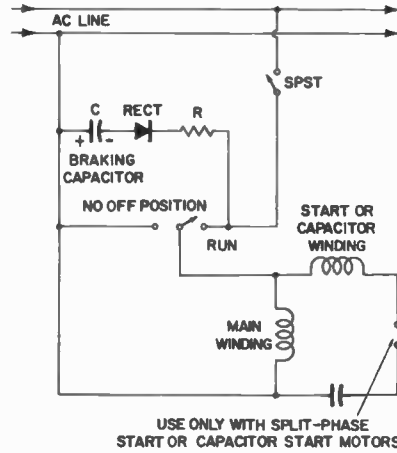 AC LINE
SPST
C RECT R
+ -
BRAKING
CAPACITOR
NO OFF POSITION
RUN
START OR
CAPACITOR
WINDING
MAIN
WINDING
USE ONLY WITH SPLIT-PHASE
START OR CAPACITOR START MOTORS